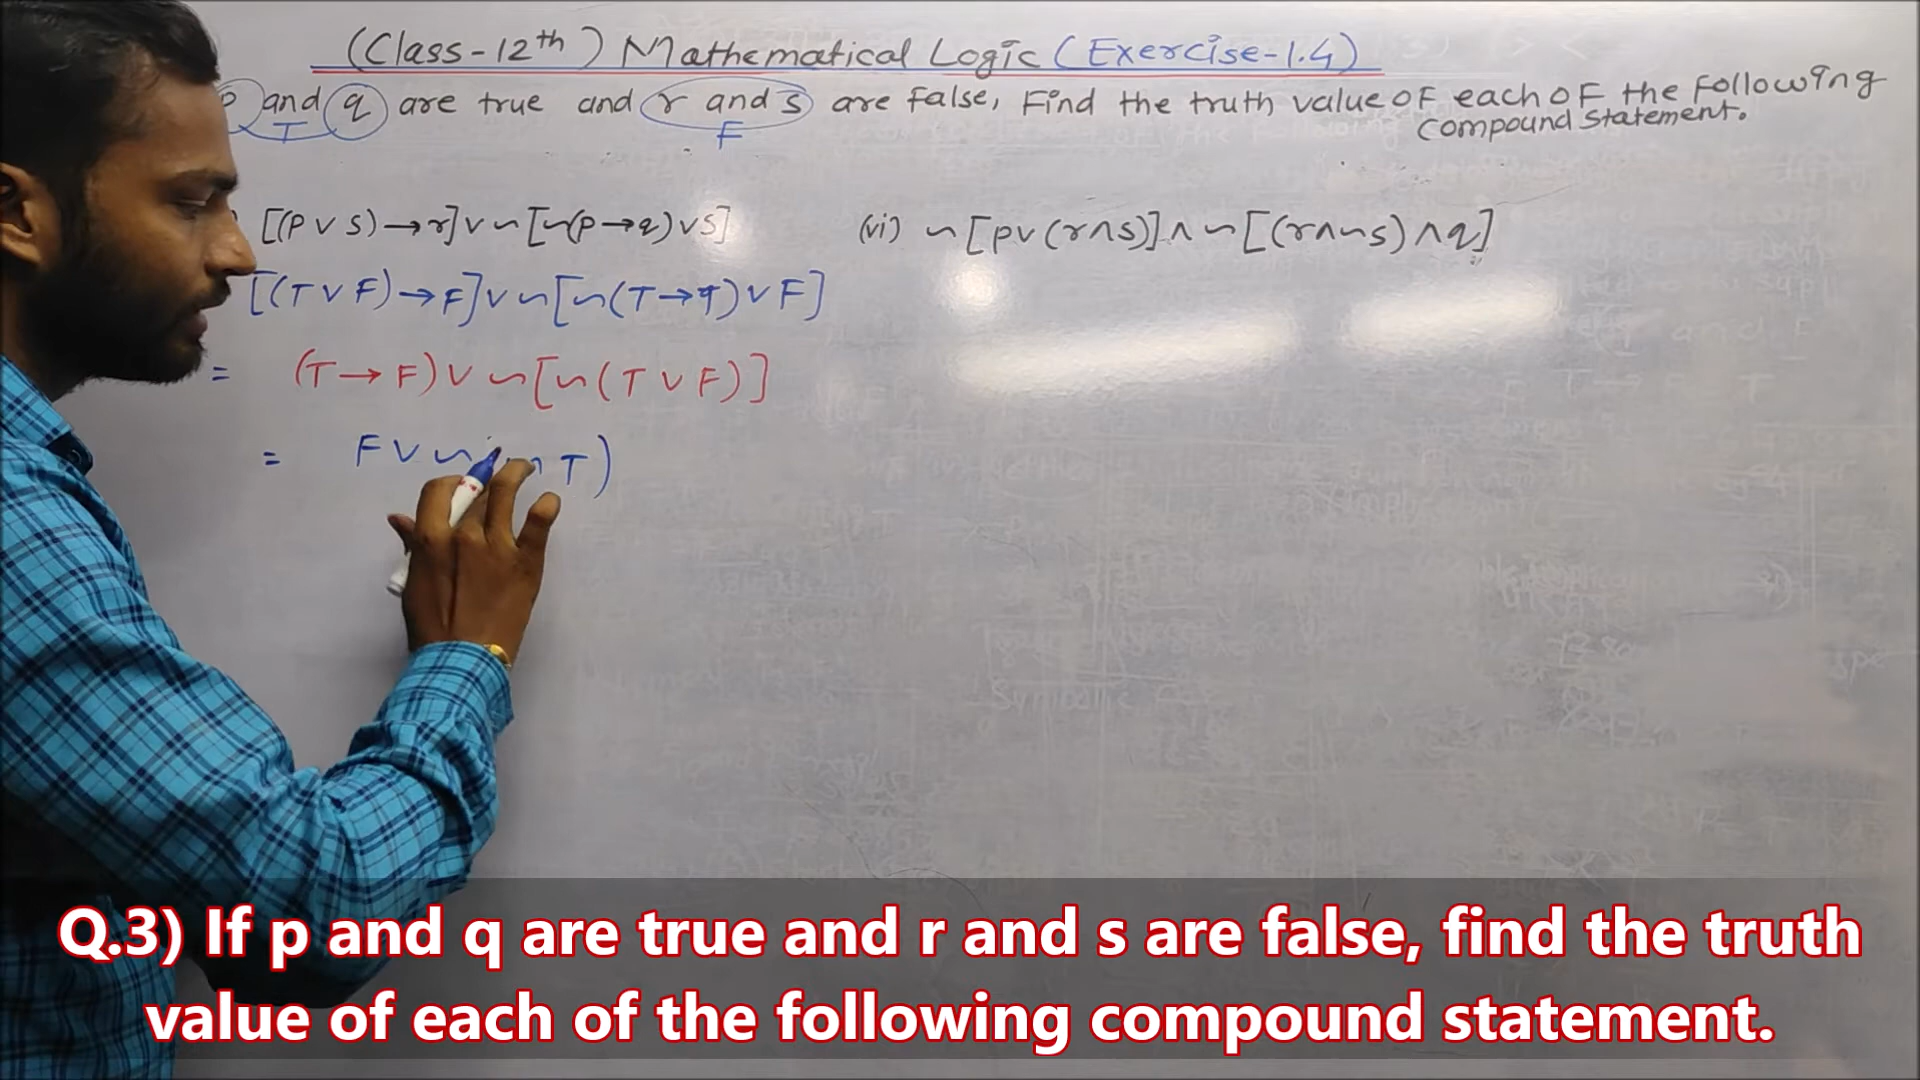 (Class-12th) Mathematical Logic (Exercise-1.4)
and q are true and r and s are false, Find the truth value of each of the following
compound statement.
T
F
[(p ∨ s) → r] ∨ ~ [~(p → q) ∨ s]
(vi) ~ [p ∨ (r ∧ s)] ∧ ~ [(r ∧ ~s) ∧ q]
[(T ∨ F) → F] ∨ ~ [~(T → T) ∨ F]
= (T → F) ∨ ~ [~(T ∨ F)]
= F ∨ ~ T)
Q.3) If p and q are true and r and s are false, find the truth
value of each of the following compound statement.